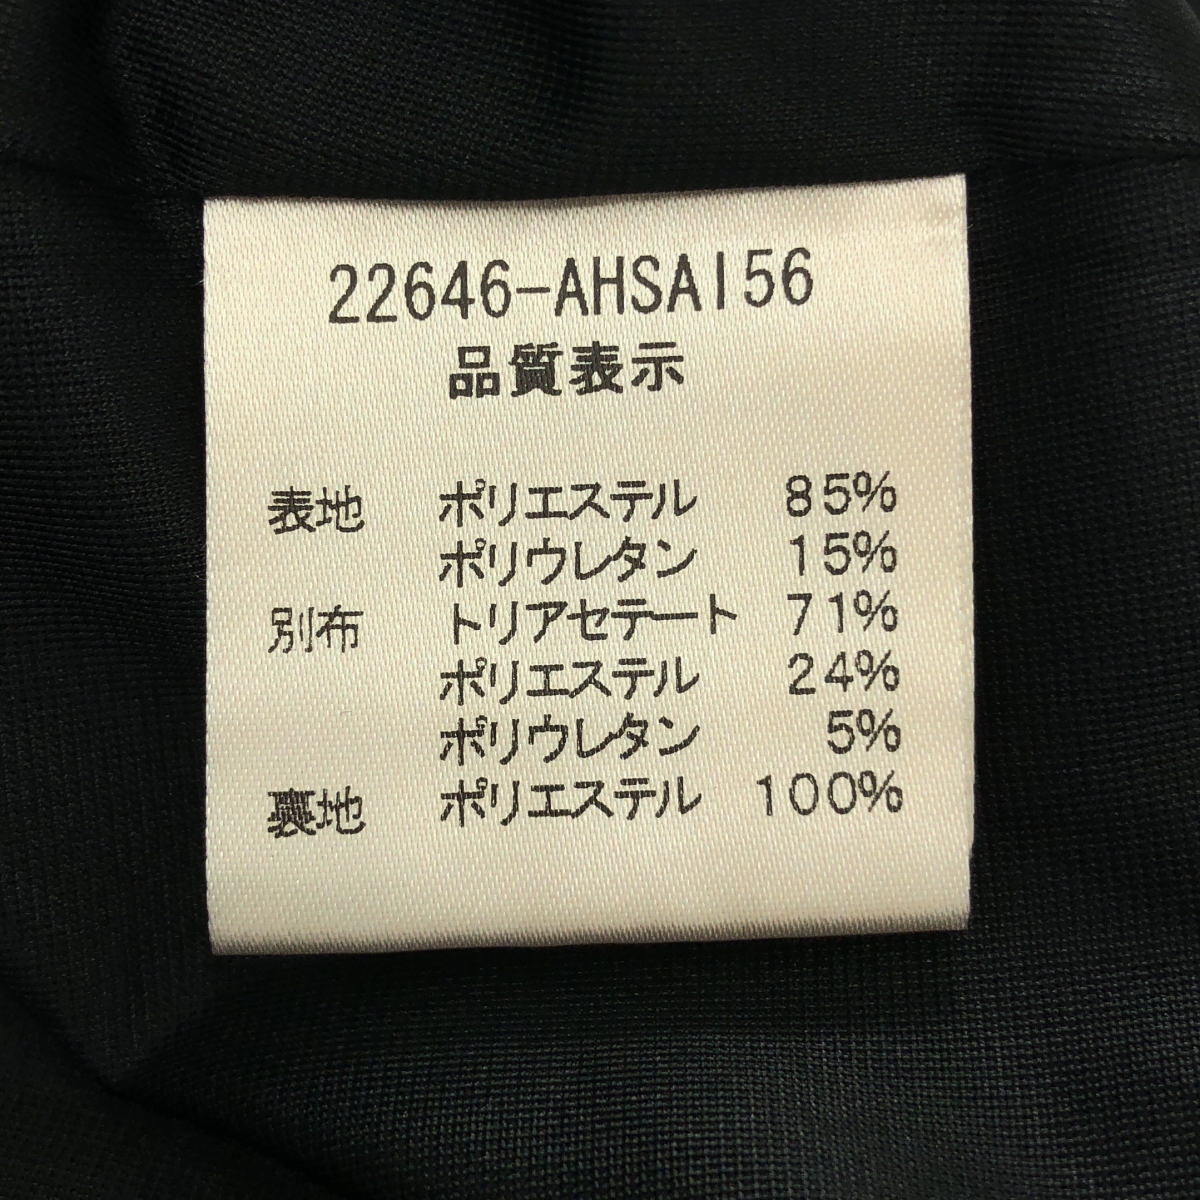 22646-AHSAI56
品質表示
表地 ポリエステル 85%
ポリウレタン 15%
別布 トリアセテート 71%
ポリエステル 24%
ポリウレタン 5%
裏地 ポリエステル 100%